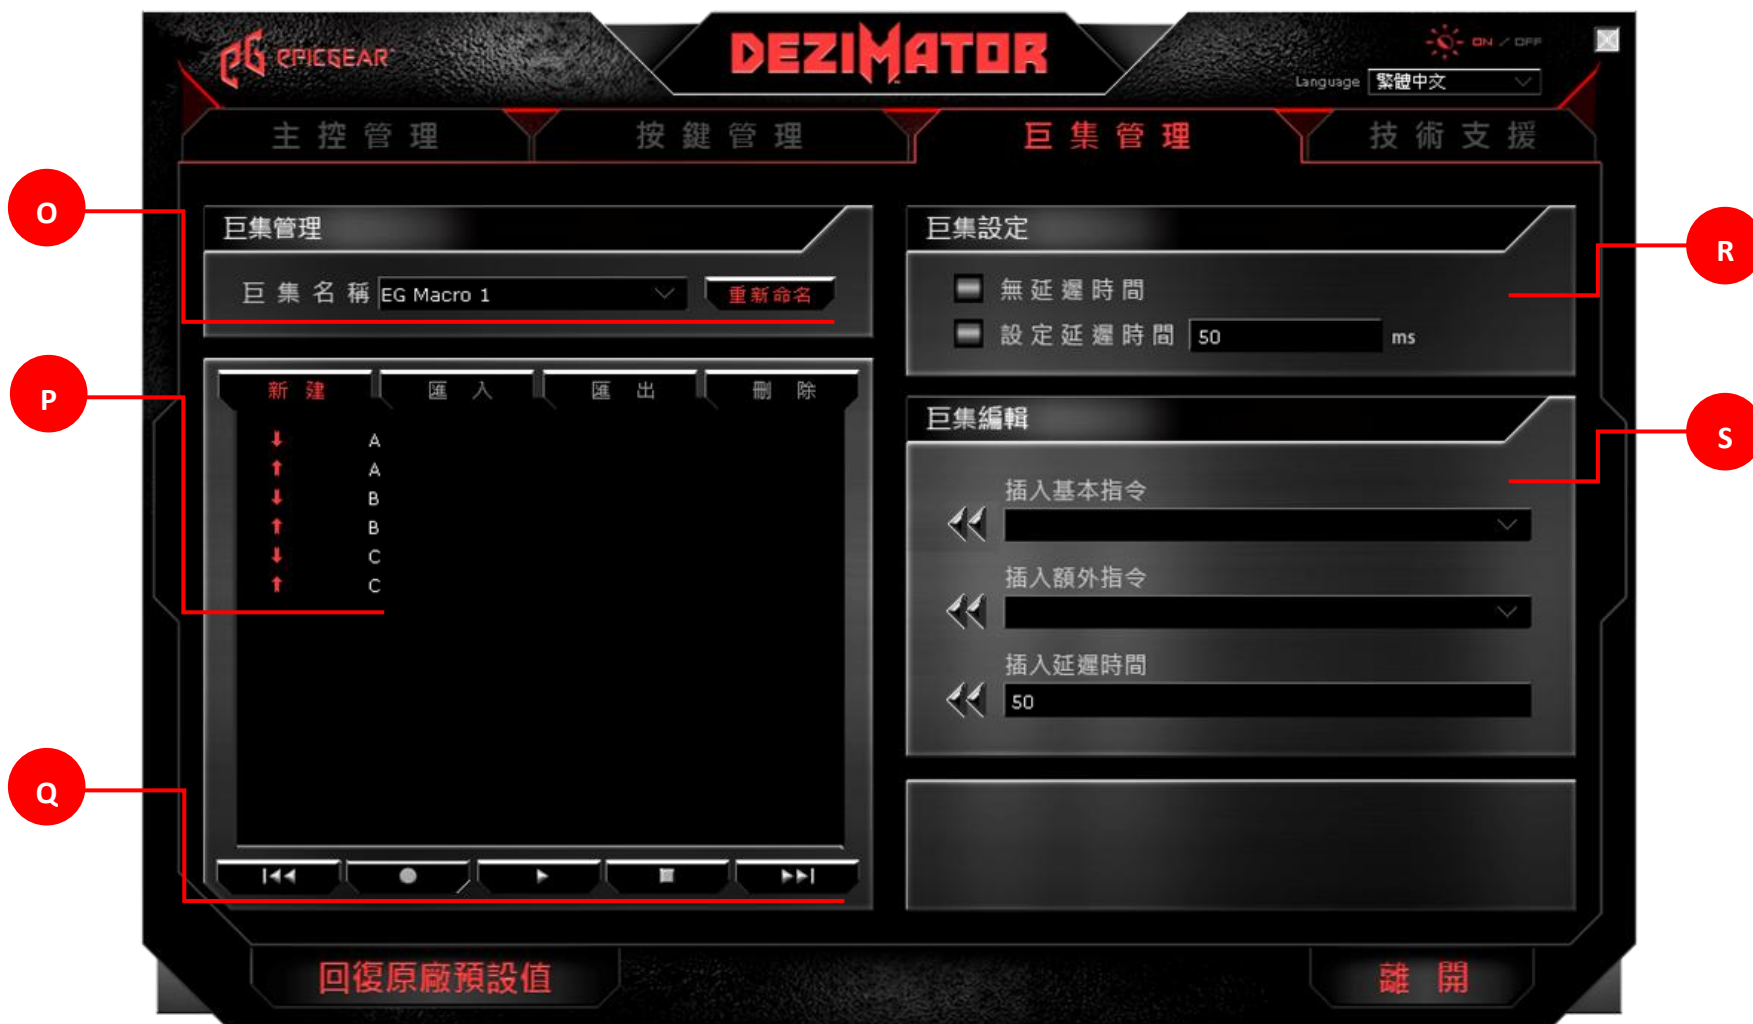 EPICGEAR
DEZIMATOR
ON / OFF
Language 繁體中文
主控管理
按鍵管理
巨集管理
技術支援
O
巨集管理
巨集名稱 EG Macro 1 重新命名
P
新建 匯入 匯出 刪除
A
A
B
B
C
C
Q
巨集設定
R
無延遲時間
設定延遲時間 50 ms
巨集編輯
S
插入基本指令
插入額外指令
插入延遲時間
50
回復原廠預設值
離開